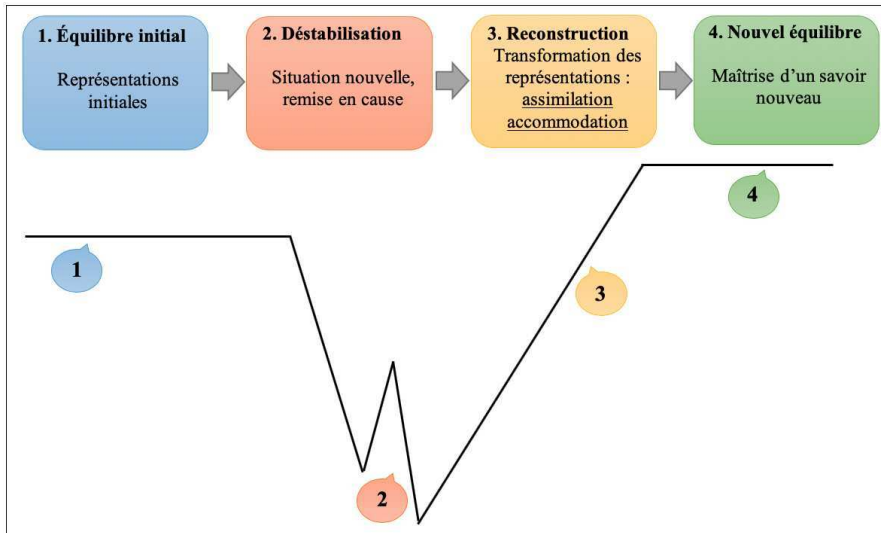 1. Équilibre initial
Représentations
initiales
2. Déstabilisation
Situation nouvelle,
remise en cause
3. Reconstruction
Transformation des
représentations :
assimilation
accommodation
4. Nouvel équilibre
Maîtrise d'un savoir
nouveau
4
1
3
2